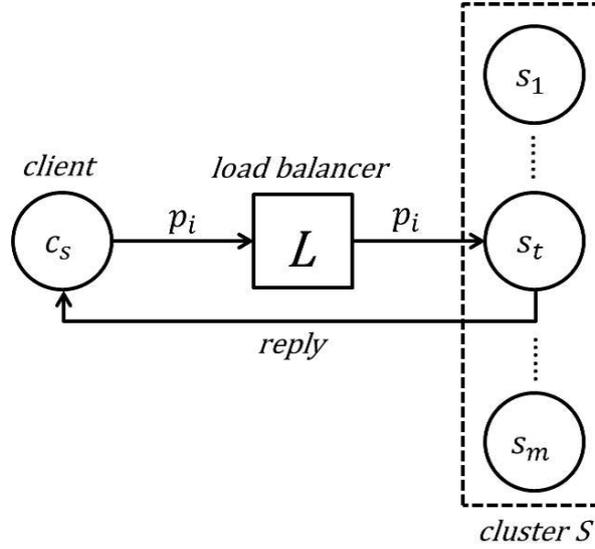 s₁
client
load balancer
cₛ
pᵢ
L
pᵢ
sₜ
reply
sₘ
cluster S